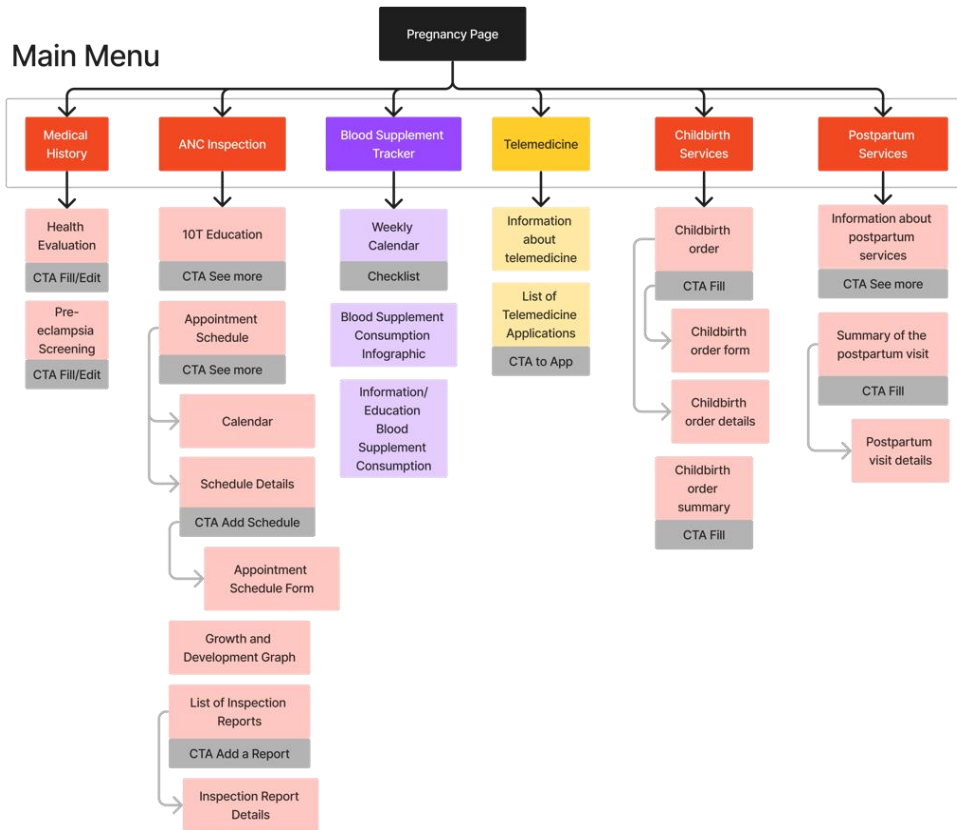 Pregnancy Page
Main Menu
Medical
History
ANC Inspection
Blood Supplement
Tracker
Telemedicine
Childbirth
Services
Postpartum
Services
Health
Evaluation
CTA Fill/Edit
Pre-
eclampsia
Screening
CTA Fill/Edit
10T Education
CTA See more
Appointment
Schedule
CTA See more
Calendar
Schedule Details
CTA Add Schedule
Appointment
Schedule Form
Growth and
Development Graph
List of Inspection
Reports
CTA Add a Report
Inspection Report
Details
Weekly
Calendar
Checklist
Blood Supplement
Consumption
Infographic
Information/
Education
Blood
Supplement
Consumption
Information
about
telemedicine
List of
Telemedicine
Applications
CTA to App
Childbirth
order
CTA Fill
Childbirth
order form
Childbirth
order details
Childbirth
order
summary
CTA Fill
Information about
postpartum
services
CTA See more
Summary of the
postpartum visit
CTA Fill
Postpartum
visit details